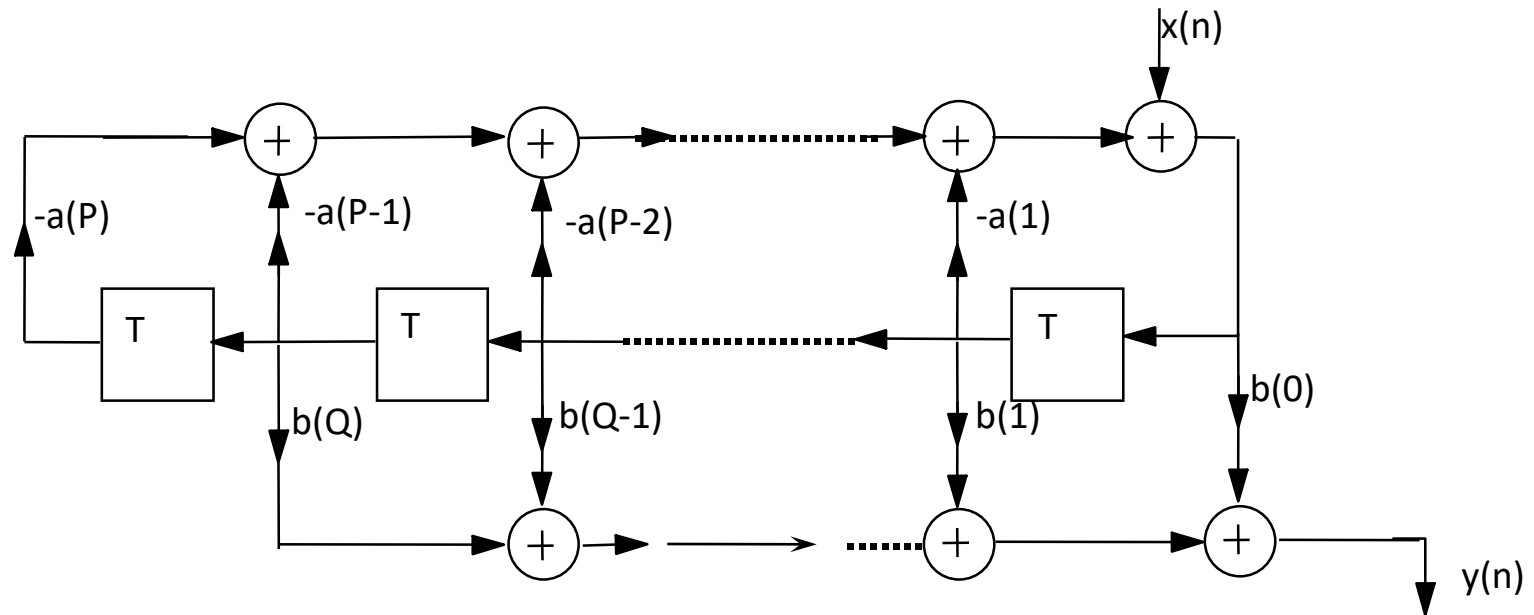 x(n)
+ + + +
-a(P) -a(P-1) -a(P-2) -a(1)
T T T
b(Q) b(Q-1) b(1) b(0)
+ + +
y(n)